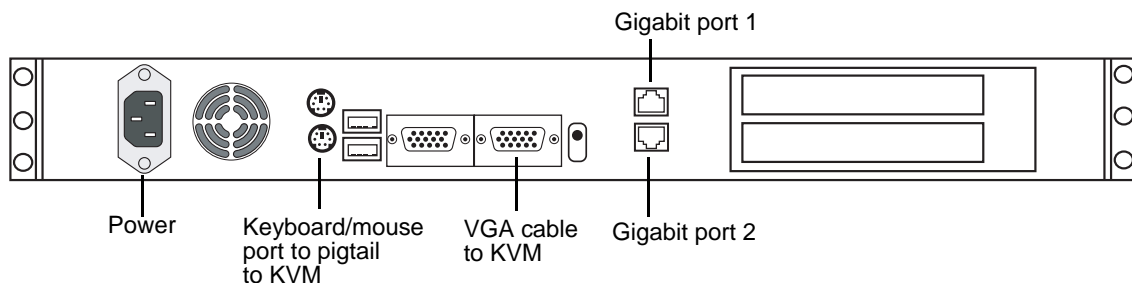 Gigabit port 1
Power
Keyboard/mouse
port to pigtail
to KVM
VGA cable
to KVM
Gigabit port 2